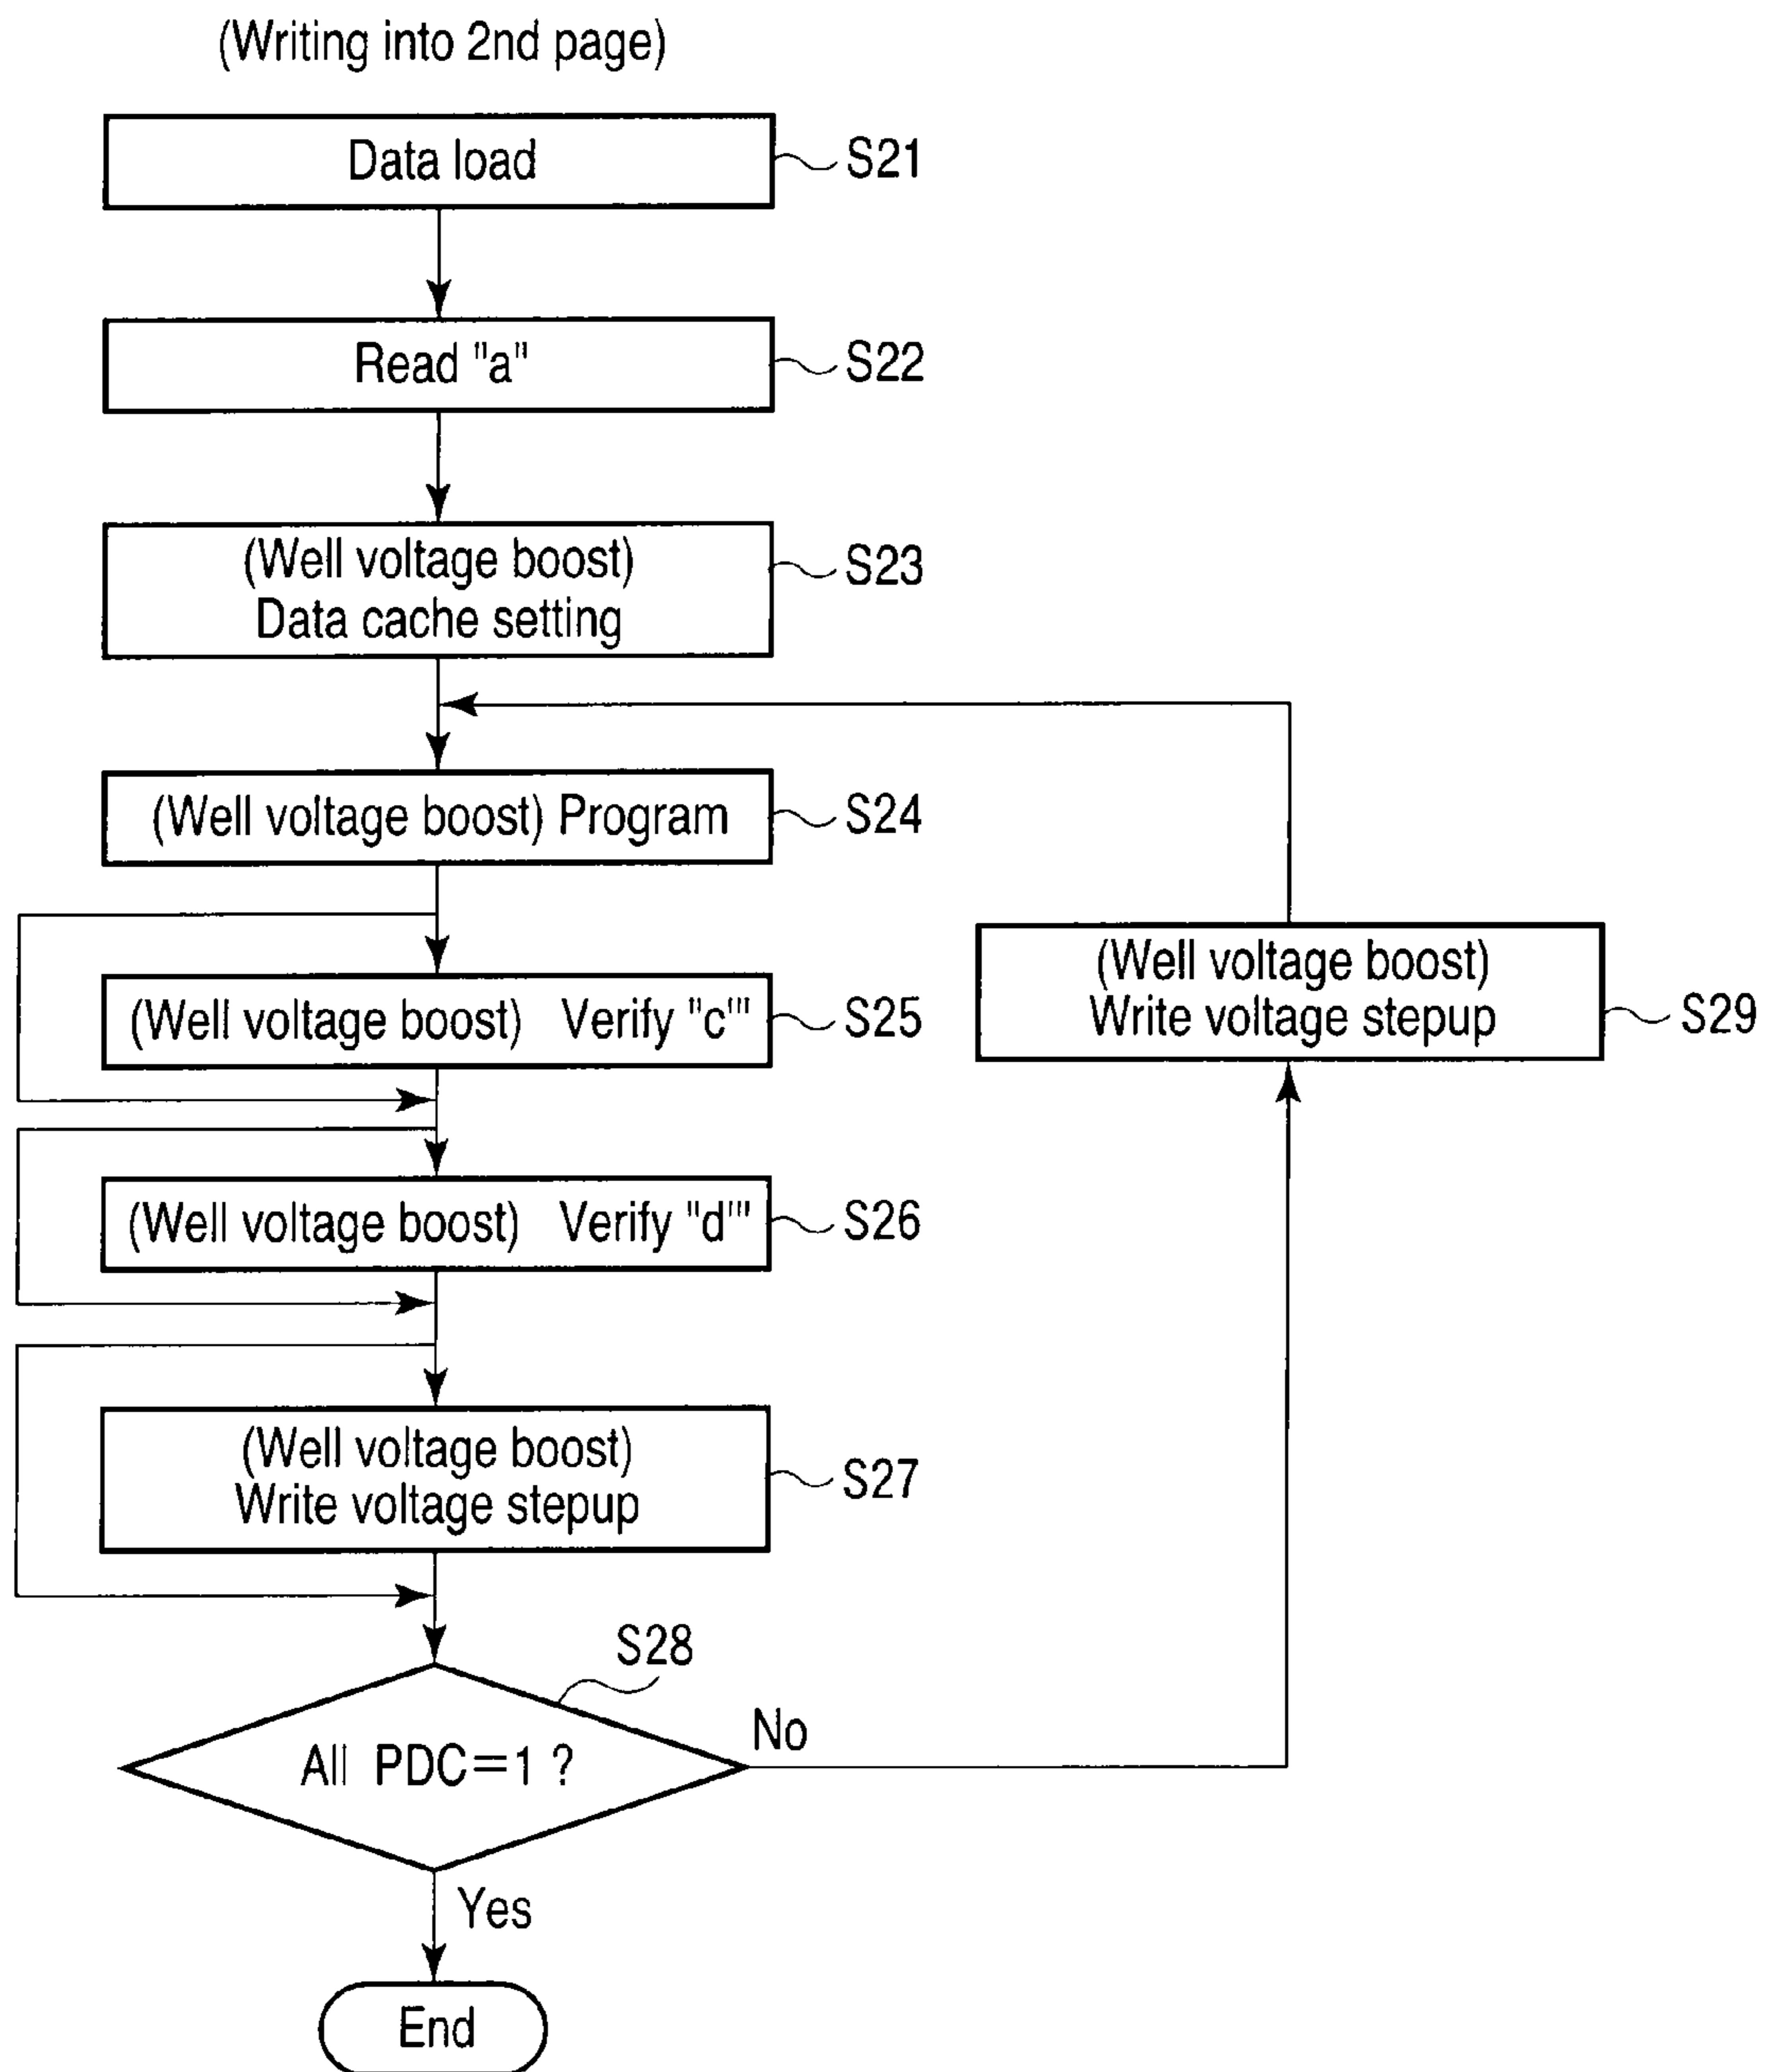 (Writing into 2nd page)
Data load
S21
Read "a"
S22
(Well voltage boost)
Data cache setting
S23
(Well voltage boost) Program
S24
(Well voltage boost) Verify "c'"
S25
(Well voltage boost)
Write voltage stepup
S29
(Well voltage boost) Verify "d'"
S26
(Well voltage boost)
Write voltage stepup
S27
S28
All PDC=1 ?
No
Yes
End